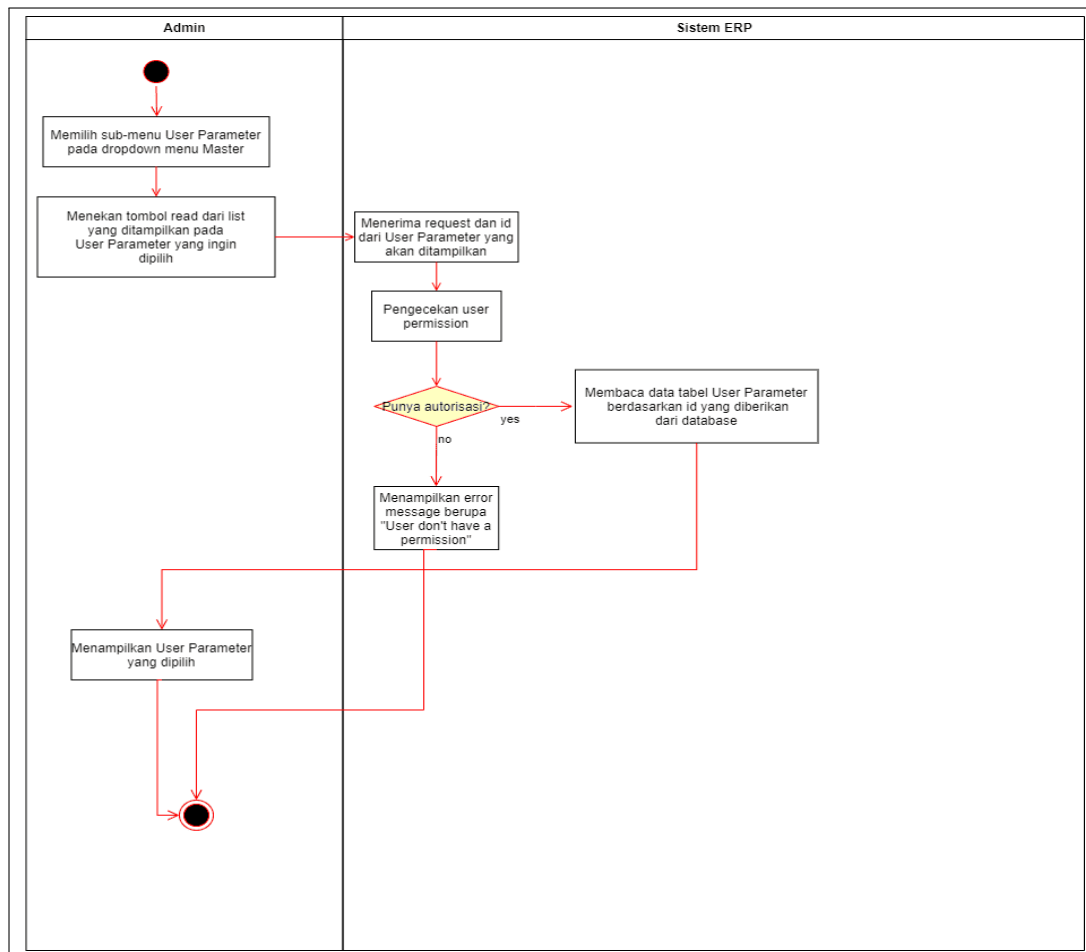 Admin
Sistem ERP
Memilih sub-menu User Parameter
pada dropdown menu Master
Menekan tombol read dari list
yang ditampilkan pada
User Parameter yang ingin
dipilih
Menerima request dan id
dari User Parameter yang
akan ditampilkan
Pengecekan user
permission
Punya autorisasi?
yes
no
Membaca data tabel User Parameter
berdasarkan id yang diberikan
dari database
Menampilkan error
message berupa
"User don't have a
permission"
Menampilkan User Parameter
yang dipilih